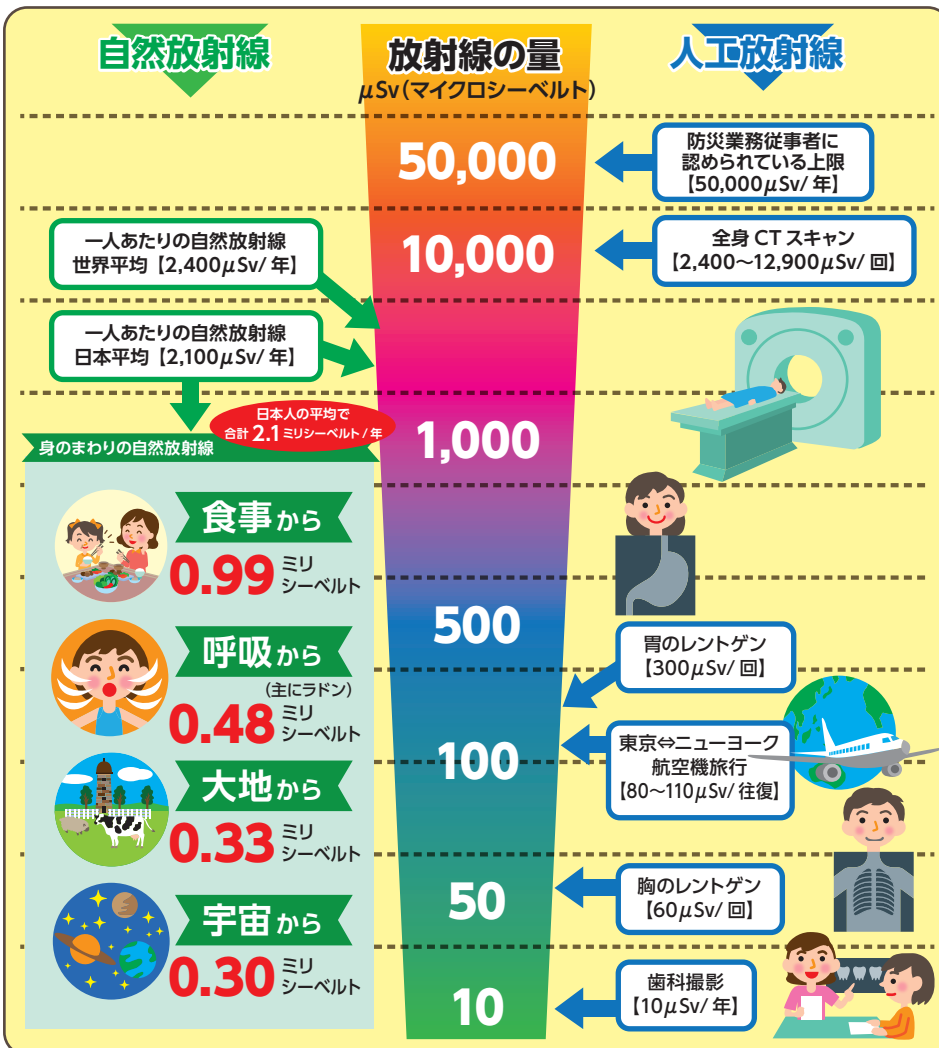 自然放射線
放射線の量
μSv(マイクロシーベルト)
人工放射線
50,000
防災業務従事者に
認められている上限
【50,000μSv/年】
一人あたりの自然放射線
世界平均【2,400μSv/年】
10,000
全身CTスキャン
【2,400〜12,900μSv/回】
一人あたりの自然放射線
日本平均【2,100μSv/年】
日本人の平均で
合計2.1ミリシーベルト/年
身のまわりの自然放射線
1,000
食事から
0.99ミリ
シーベルト
呼吸から
(主にラドン)
0.48ミリ
シーベルト
大地から
0.33ミリ
シーベルト
宇宙から
0.30ミリ
シーベルト
500
胃のレントゲン
【300μSv/回】
100
東京⇔ニューヨーク
航空機旅行
【80〜110μSv/往復】
50
胸のレントゲン
【60μSv/回】
10
歯科撮影
【10μSv/年】